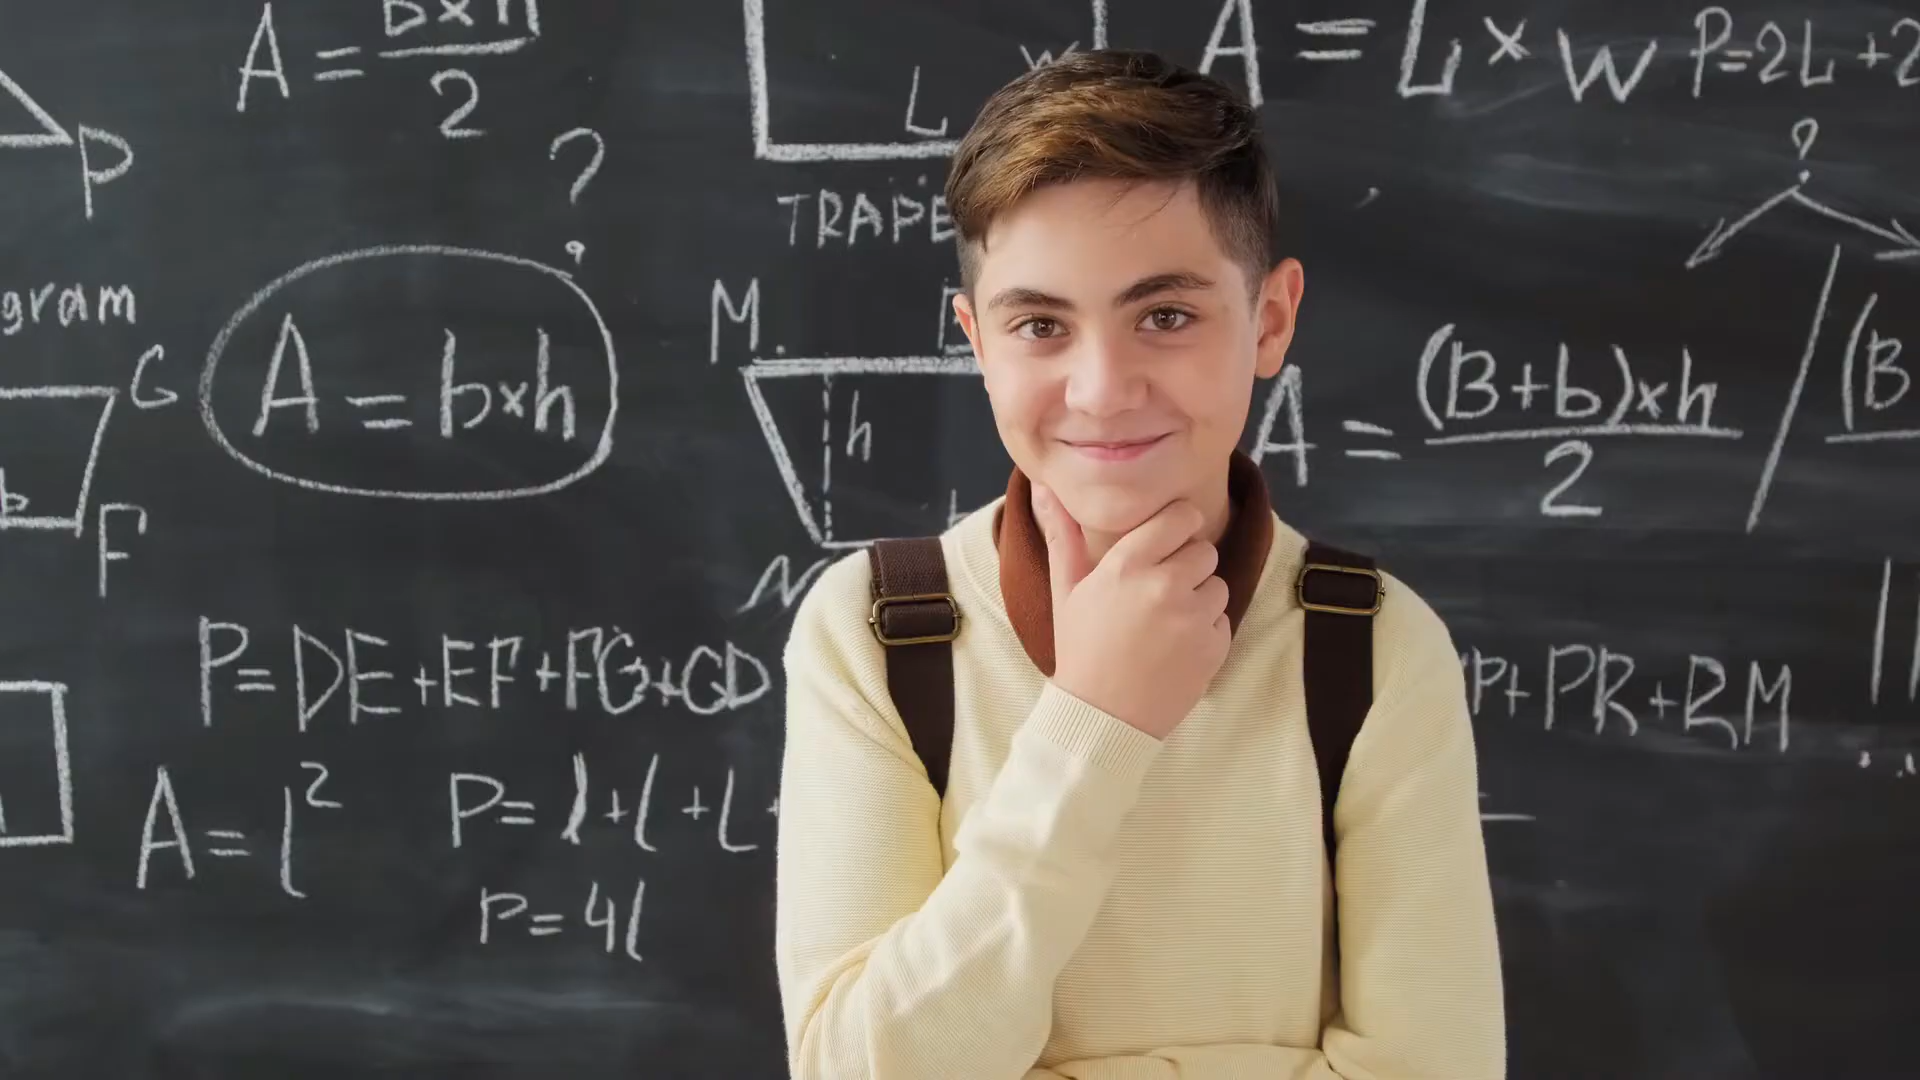 A = b×h / 2
P
?
gram
G
A = b×h
b
F
P = DE+EF+FG+GD
A = l²
P = l+l+L+
P = 4l
W
L
TRAPE
M
h
N
A = L×W
P=2L+2
?
A = (B+b)×h / 2
(B
P+PR+RM